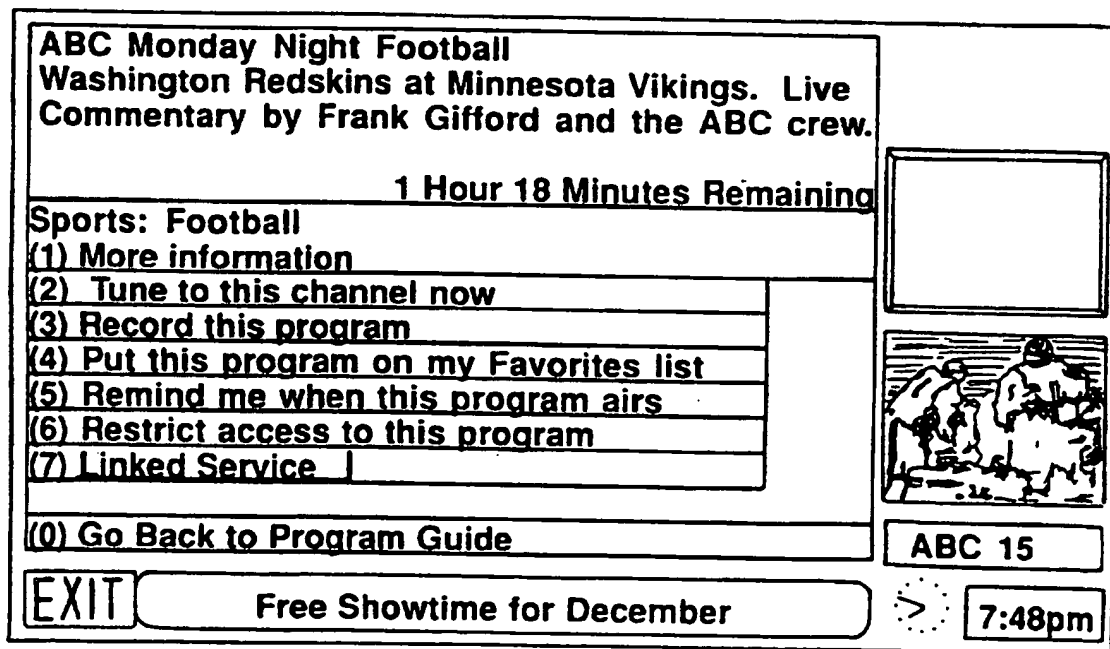 ABC Monday Night Football
Washington Redskins at Minnesota Vikings. Live
Commentary by Frank Gifford and the ABC crew.
1 Hour 18 Minutes Remaining
Sports: Football
(1) More information
(2) Tune to this channel now
(3) Record this program
(4) Put this program on my Favorites list
(5) Remind me when this program airs
(6) Restrict access to this program
(7) Linked Service
(0) Go Back to Program Guide
ABC 15
EXIT
Free Showtime for December
7:48pm